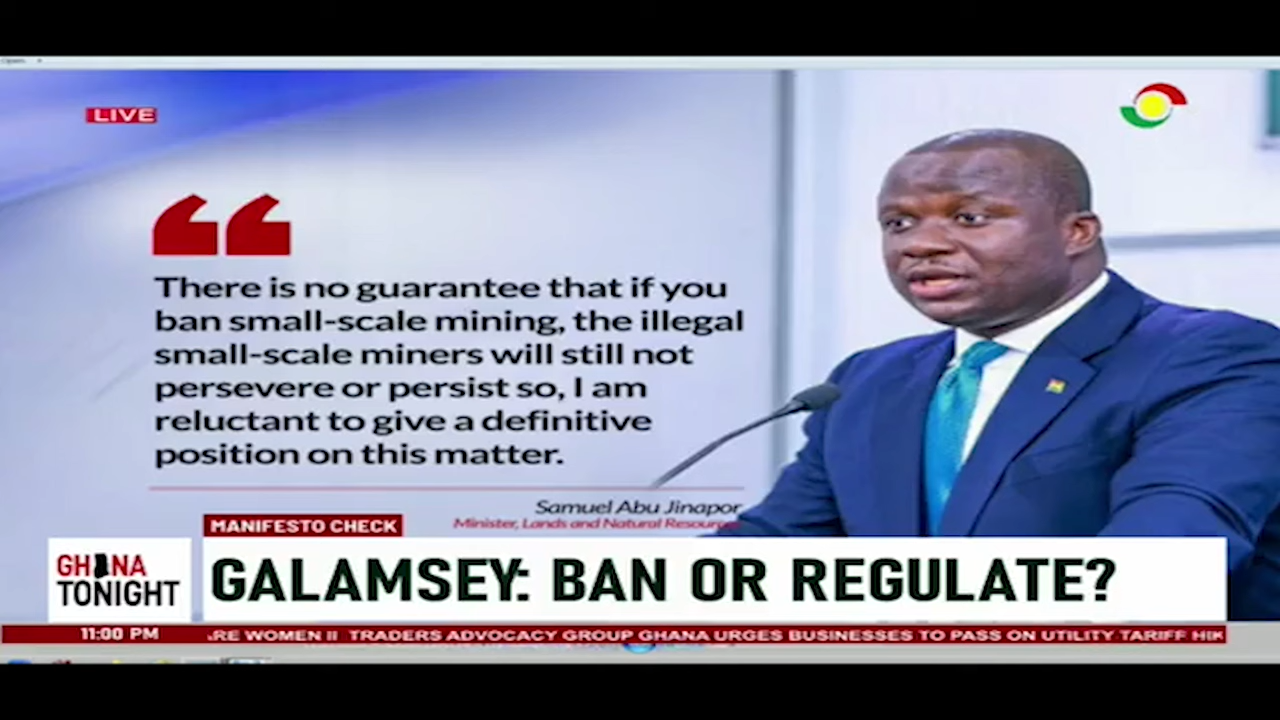 LIVE
There is no guarantee that if you
ban small-scale mining, the illegal
small-scale miners will still not
persevere or persist so, I am
reluctant to give a definitive
position on this matter.
Samuel Abu Jinapor
Minister, Lands and Natural
MANIFESTO CHECK
GHANA
TONIGHT
GALAMSEY: BAN OR REGULATE?
11:00 PM
WOMEN II TRADERS ADVOCACY GROUP GHANA URGES BUSINESSES TO PASS ON UTILITY TARIFF